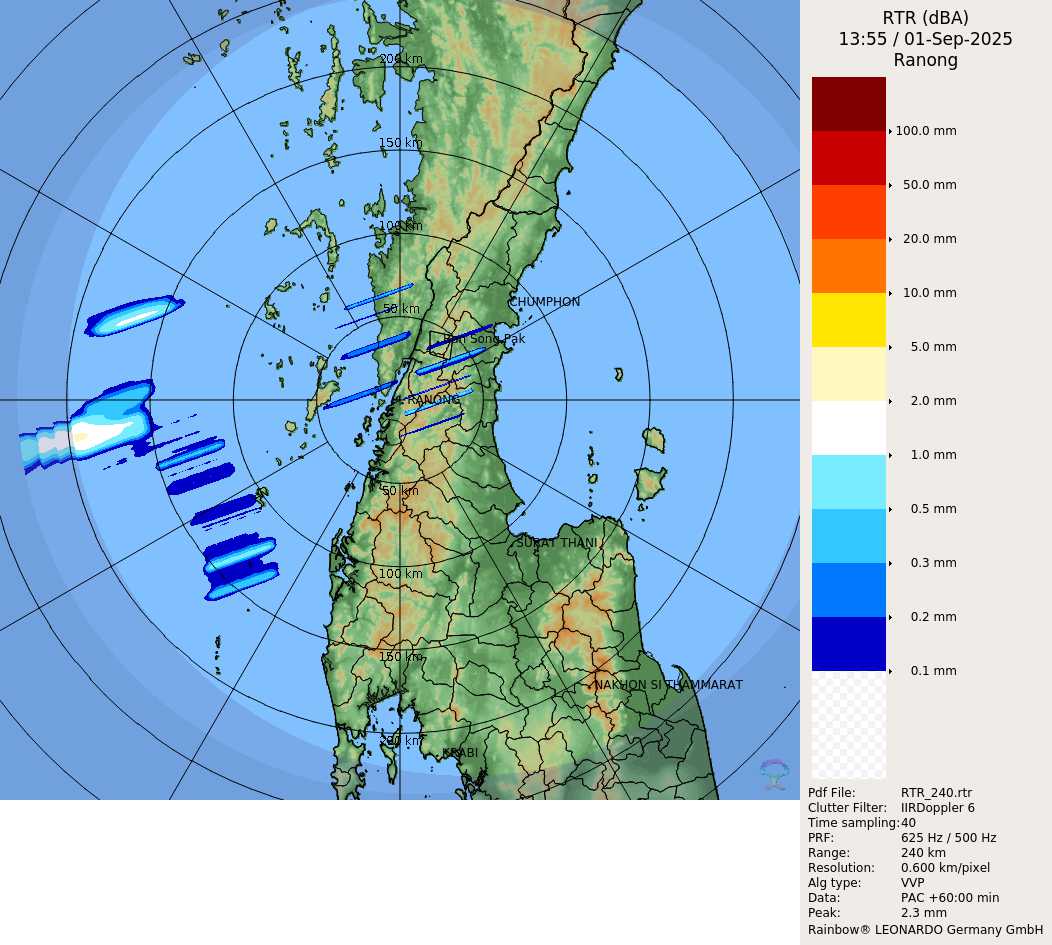 200 km
150 km
100 km
50 km
CHUMPHON
Ban Song Pak
RANONG
50 km
SURAT THANI
100 km
150 km
NAKHON SI THAMMARAT
200 km
KRABI
RTR (dBA)
13:55 / 01-Sep-2025
Ranong
100.0 mm
50.0 mm
20.0 mm
10.0 mm
5.0 mm
2.0 mm
1.0 mm
0.5 mm
0.3 mm
0.2 mm
0.1 mm
Pdf File: RTR_240.rtr
Clutter Filter: IIRDoppler 6
Time sampling:40
PRF: 625 Hz / 500 Hz
Range: 240 km
Resolution: 0.600 km/pixel
Alg type: VVP
Data: PAC +60:00 min
Peak: 2.3 mm
Rainbow® LEONARDO Germany GmbH